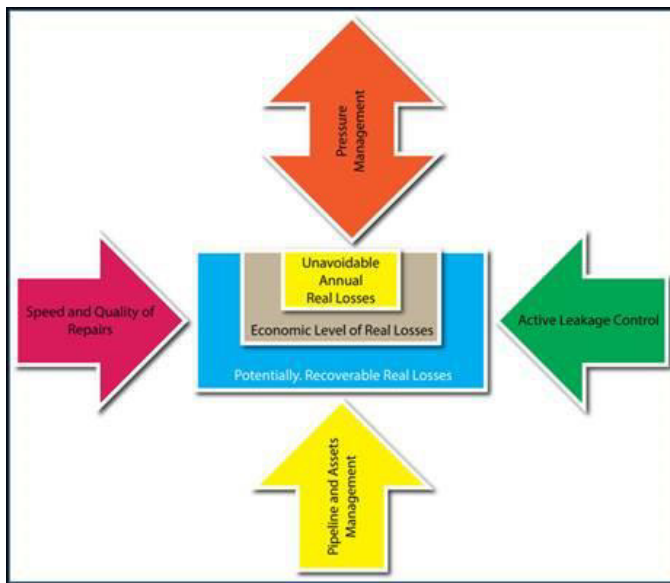 Pressure
Management
Unavoidable
Annual
Real Losses
Economic Level of Real Losses
Potentially. Recoverable Real Losses
Speed and Quality of
Repairs
Active Leakage Control
Pipeline and Assets
Management